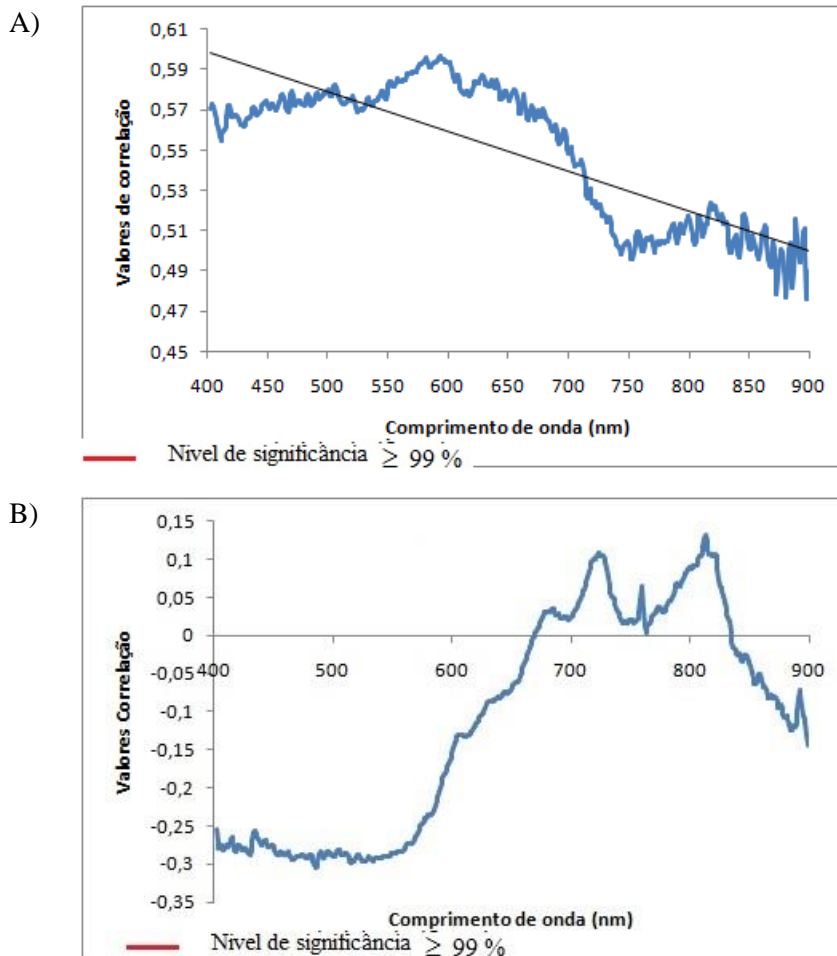 A)
Valores de correlação
0,61
0,59
0,57
0,55
0,53
0,51
0,49
0,47
0,45
400 450 500 550 600 650 700 750 800 850 900
Comprimento de onda (nm)
Nivel de significância ≥ 99 %
B)
Valores Correlação
0,15
0,1
0,05
0
-0,05
-0,1
-0,15
-0,2
-0,25
-0,3
-0,35
400 500 600 700 800 900
Comprimento de onda (nm)
Nivel de significância ≥ 99 %